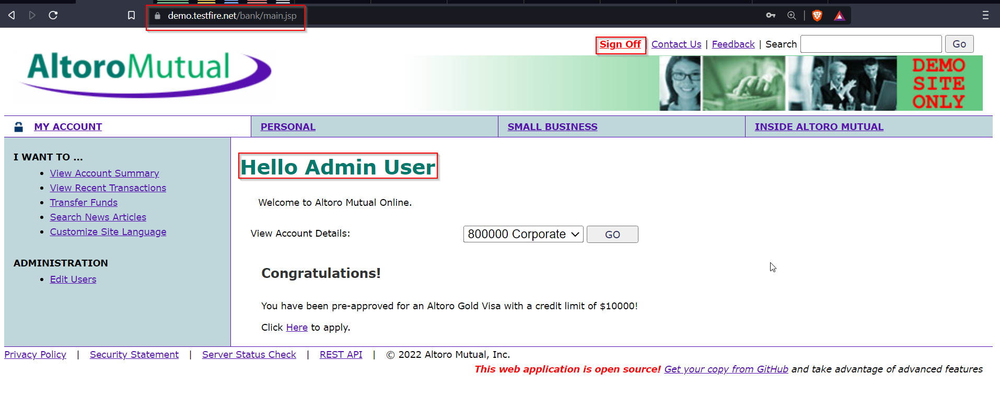 demo.testfire.net/bank/main.jsp
Sign Off | Contact Us | Feedback | Search Go
AltoroMutual
DEMO
SITE
ONLY
MY ACCOUNT
PERSONAL
SMALL BUSINESS
INSIDE ALTORO MUTUAL
I WANT TO ...
View Account Summary
View Recent Transactions
Transfer Funds
Search News Articles
Customize Site Language
ADMINISTRATION
Edit Users
Hello Admin User
Welcome to Altoro Mutual Online.
View Account Details: 800000 Corporate GO
Congratulations!
You have been pre-approved for an Altoro Gold Visa with a credit limit of $10000!
Click Here to apply.
Privacy Policy | Security Statement | Server Status Check | REST API | © 2022 Altoro Mutual, Inc.
This web application is open source! Get your copy from GitHub and take advantage of advanced features